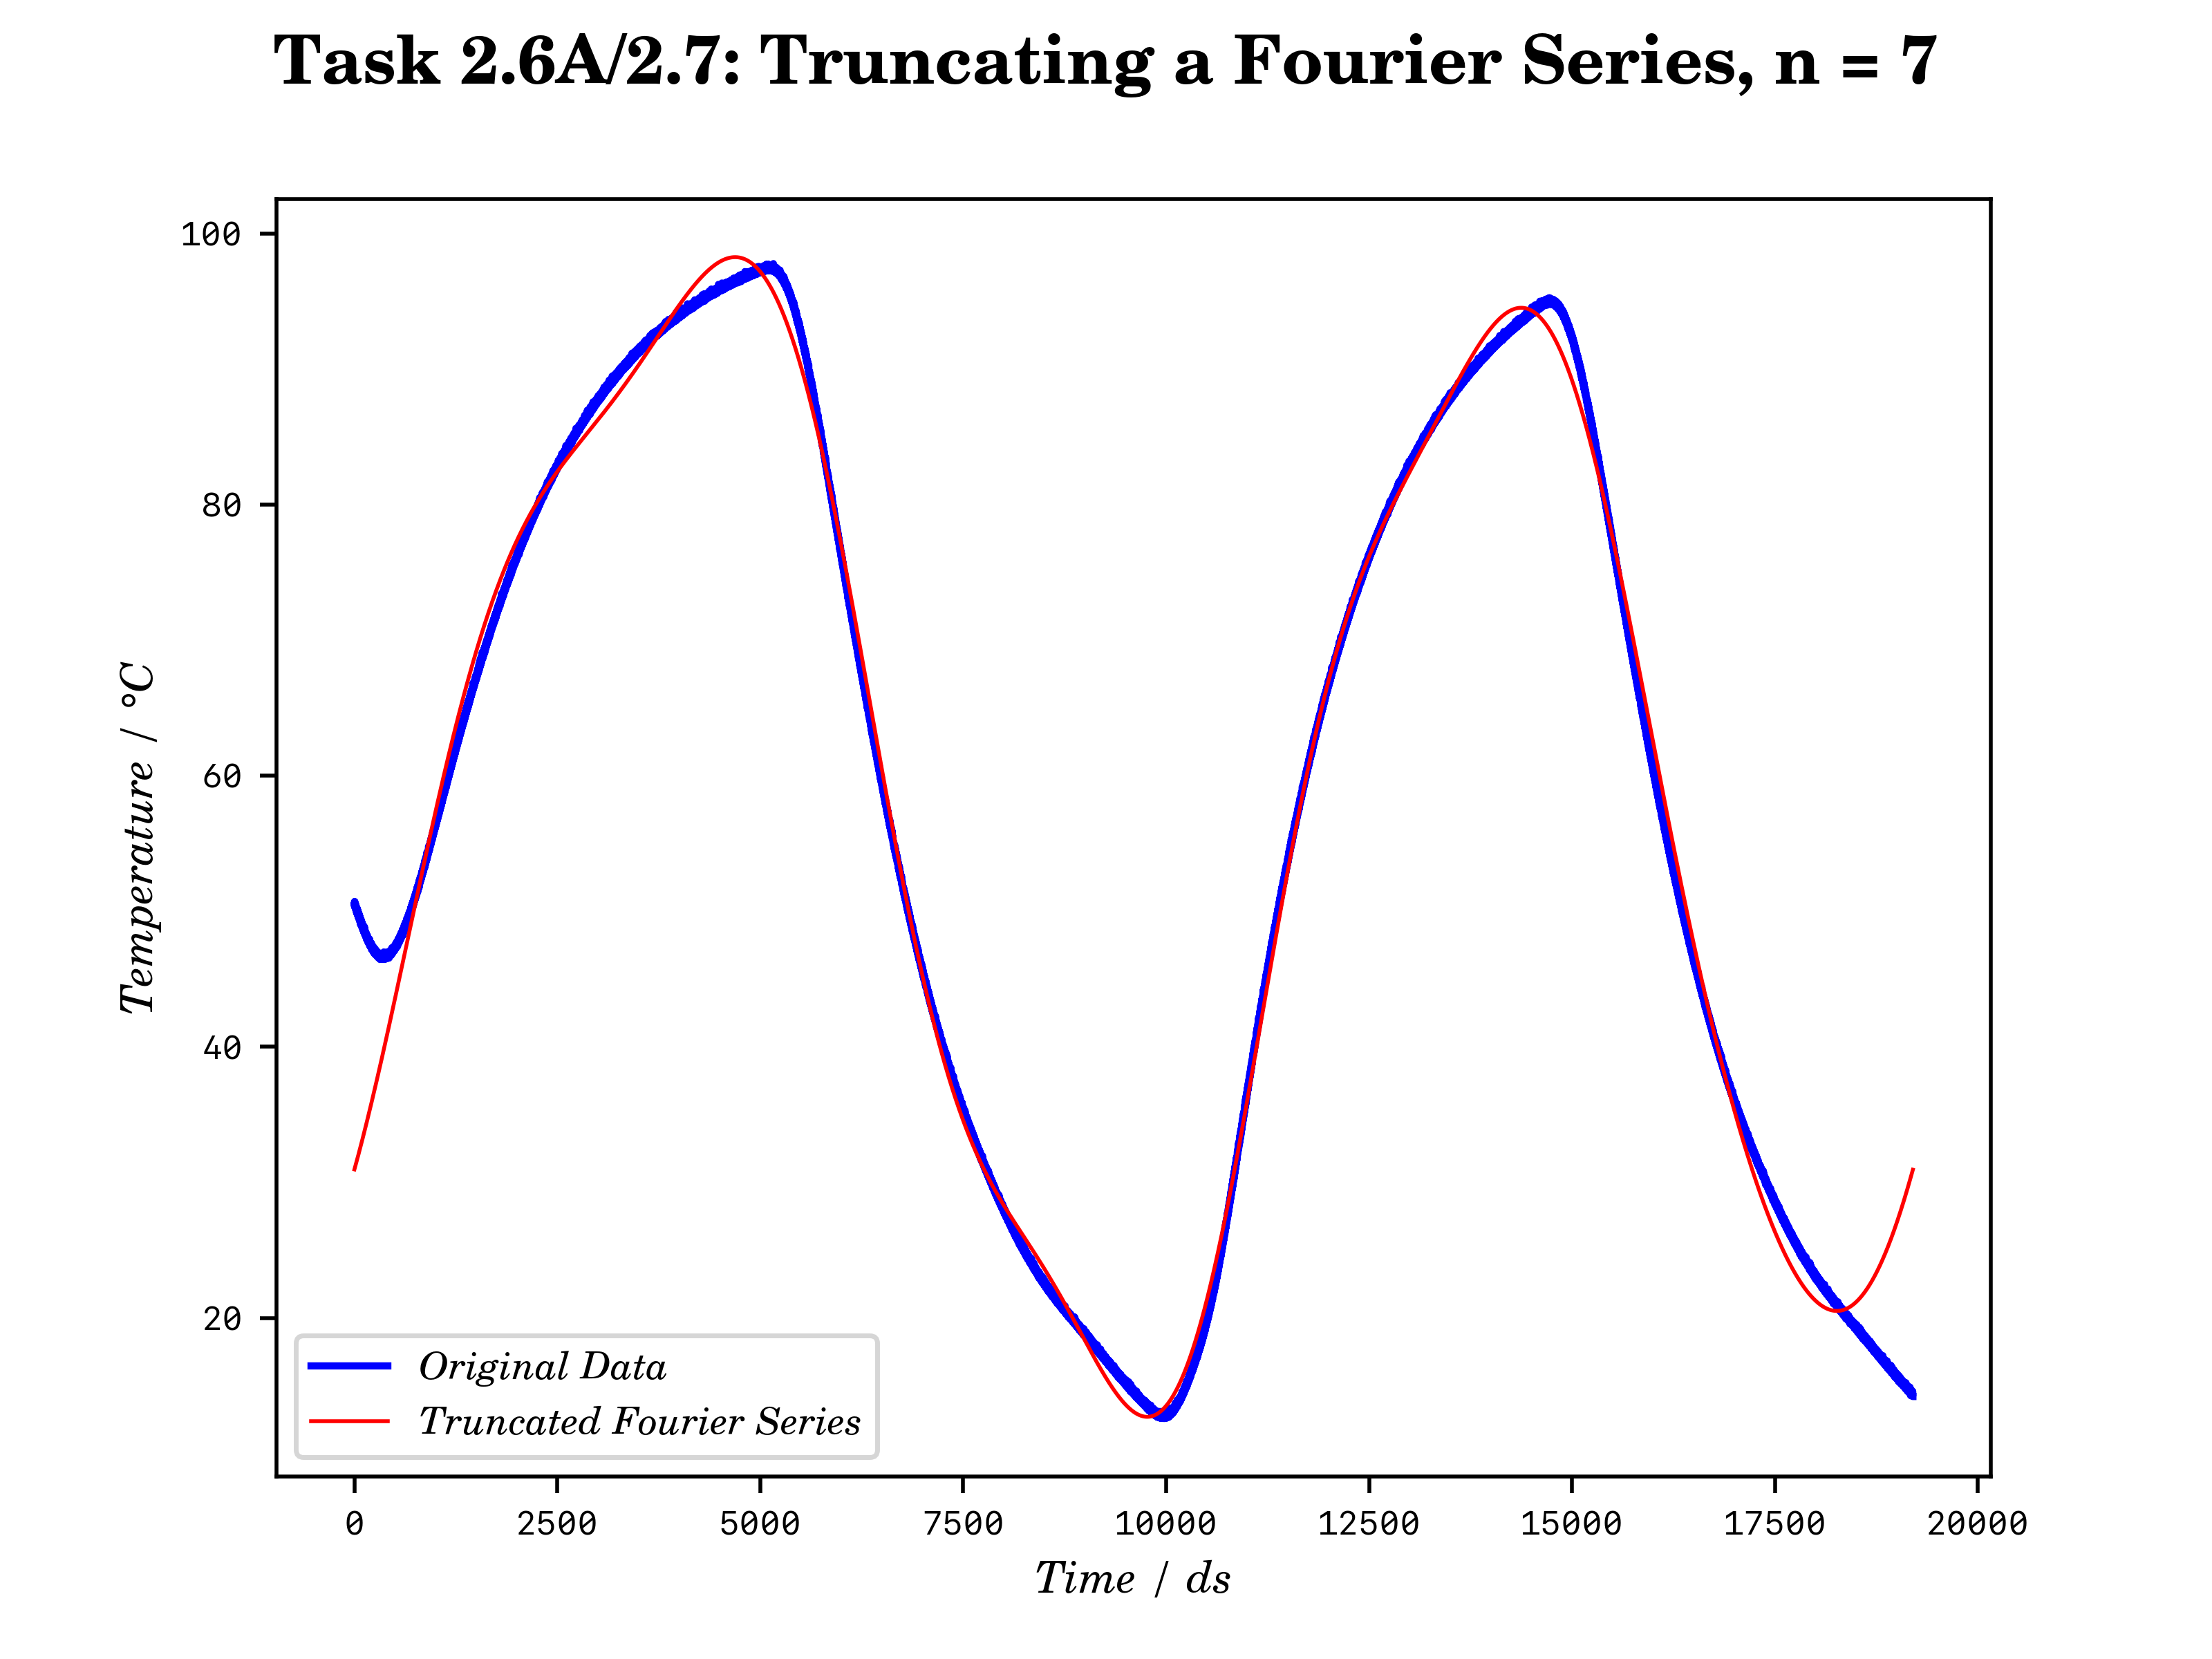 Task 2.6A/2.7: Truncating a Fourier Series, n = 7
100
80
60
40
20
Temperature / °C
Original Data
Truncated Fourier Series
0 2500 5000 7500 10000 12500 15000 17500 20000
Time / ds